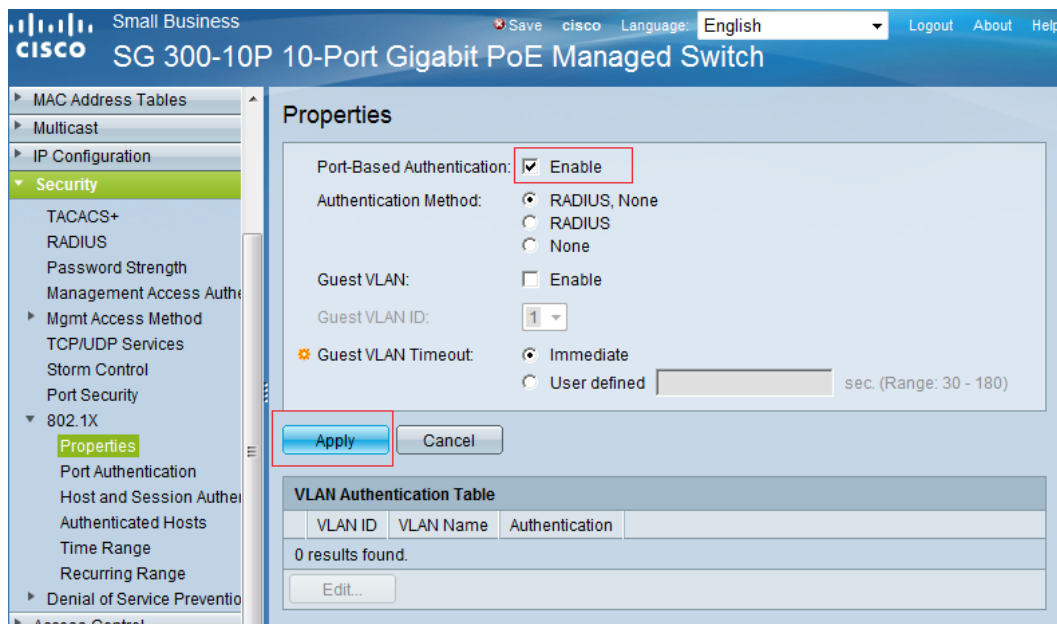 Small Business
Save cisco Language: English Logout About Help
CISCO
SG 300-10P 10-Port Gigabit PoE Managed Switch
MAC Address Tables
Multicast
IP Configuration
Security
TACACS+
RADIUS
Password Strength
Management Access Authe
Mgmt Access Method
TCP/UDP Services
Storm Control
Port Security
802.1X
Properties
Port Authentication
Host and Session Authe
Authenticated Hosts
Time Range
Recurring Range
Denial of Service Preventio
Access Control
Properties
Port-Based Authentication: Enable
Authentication Method: RADIUS, None
RADIUS
None
Guest VLAN: Enable
Guest VLAN ID: 1
Guest VLAN Timeout: Immediate
User defined sec. (Range: 30 - 180)
Apply Cancel
VLAN Authentication Table
VLAN ID VLAN Name Authentication
0 results found.
Edit...